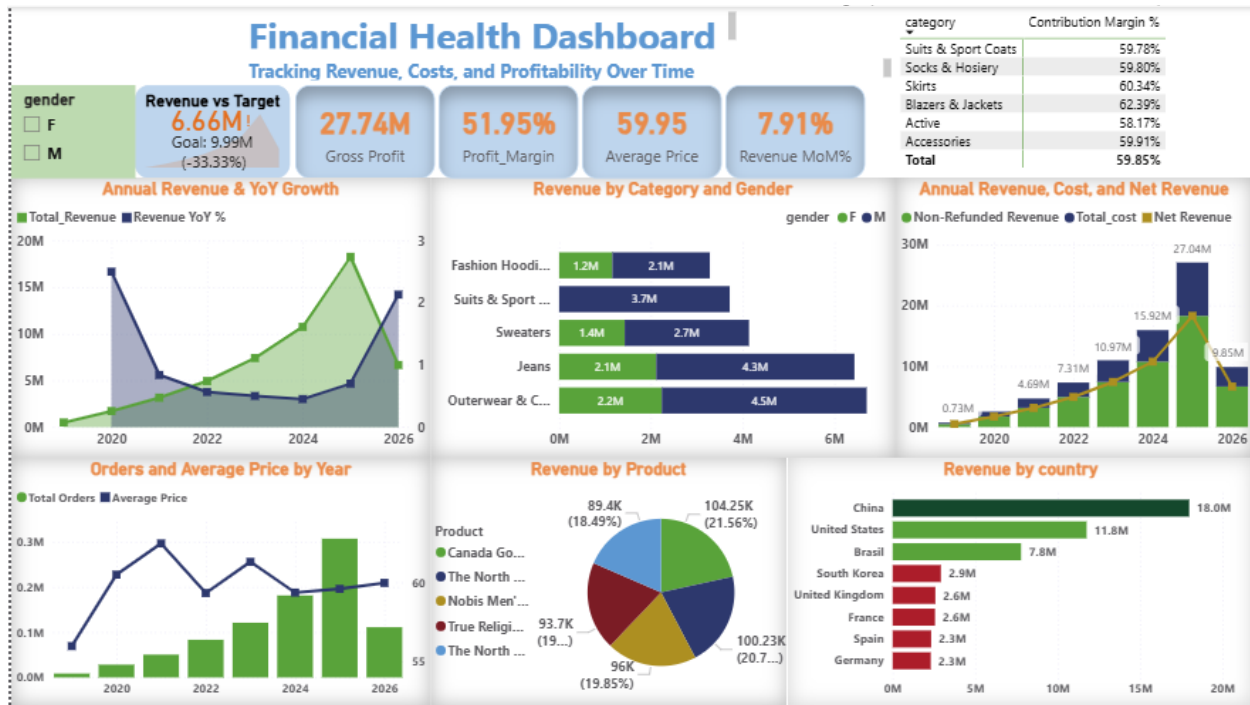 Financial Health Dashboard
Tracking Revenue, Costs, and Profitability Over Time
category Contribution Margin %
Suits & Sport Coats 59.78%
Socks & Hosiery 59.80%
Skirts 60.34%
Blazers & Jackets 62.39%
Active 58.17%
Accessories 59.91%
Total 59.85%
gender
F
M
Revenue vs Target
6.66M!
Goal: 9.99M
(-33.33%)
27.74M
Gross Profit
51.95%
Profit_Margin
59.95
Average Price
7.91%
Revenue MoM%
Annual Revenue & YoY Growth
Total_Revenue Revenue YoY %
20M 3
15M
2
10M
1
5M
0M 0
2020 2022 2024 2026
Revenue by Category and Gender
gender F M
Fashion Hoodi... 1.2M 2.1M
Suits & Sport ... 3.7M
Sweaters 1.4M 2.7M
Jeans 2.1M 4.3M
Outerwear & C... 2.2M 4.5M
0M 2M 4M 6M
Annual Revenue, Cost, and Net Revenue
Non-Refunded Revenue Total_cost Net Revenue
30M
27.04M
20M
15.92M
10.97M
9.85M
10M
7.31M
4.69M
0.73M
0M
2020 2022 2024 2026
Orders and Average Price by Year
Total Orders Average Price
0.3M
0.2M 60
0.1M
55
0.0M
2020 2022 2024 2026
Revenue by Product
Product
Canada Go...
The North ...
Nobis Men'...
True Religi...
The North ...
89.4K
(18.49%)
104.25K
(21.56%)
93.7K
(19...)
100.23K
(20.7...)
96K
(19.85%)
Revenue by country
China 18.0M
United States 11.8M
Brasil 7.8M
South Korea 2.9M
United Kingdom 2.6M
France 2.6M
Spain 2.3M
Germany 2.3M
0M 5M 10M 15M 20M